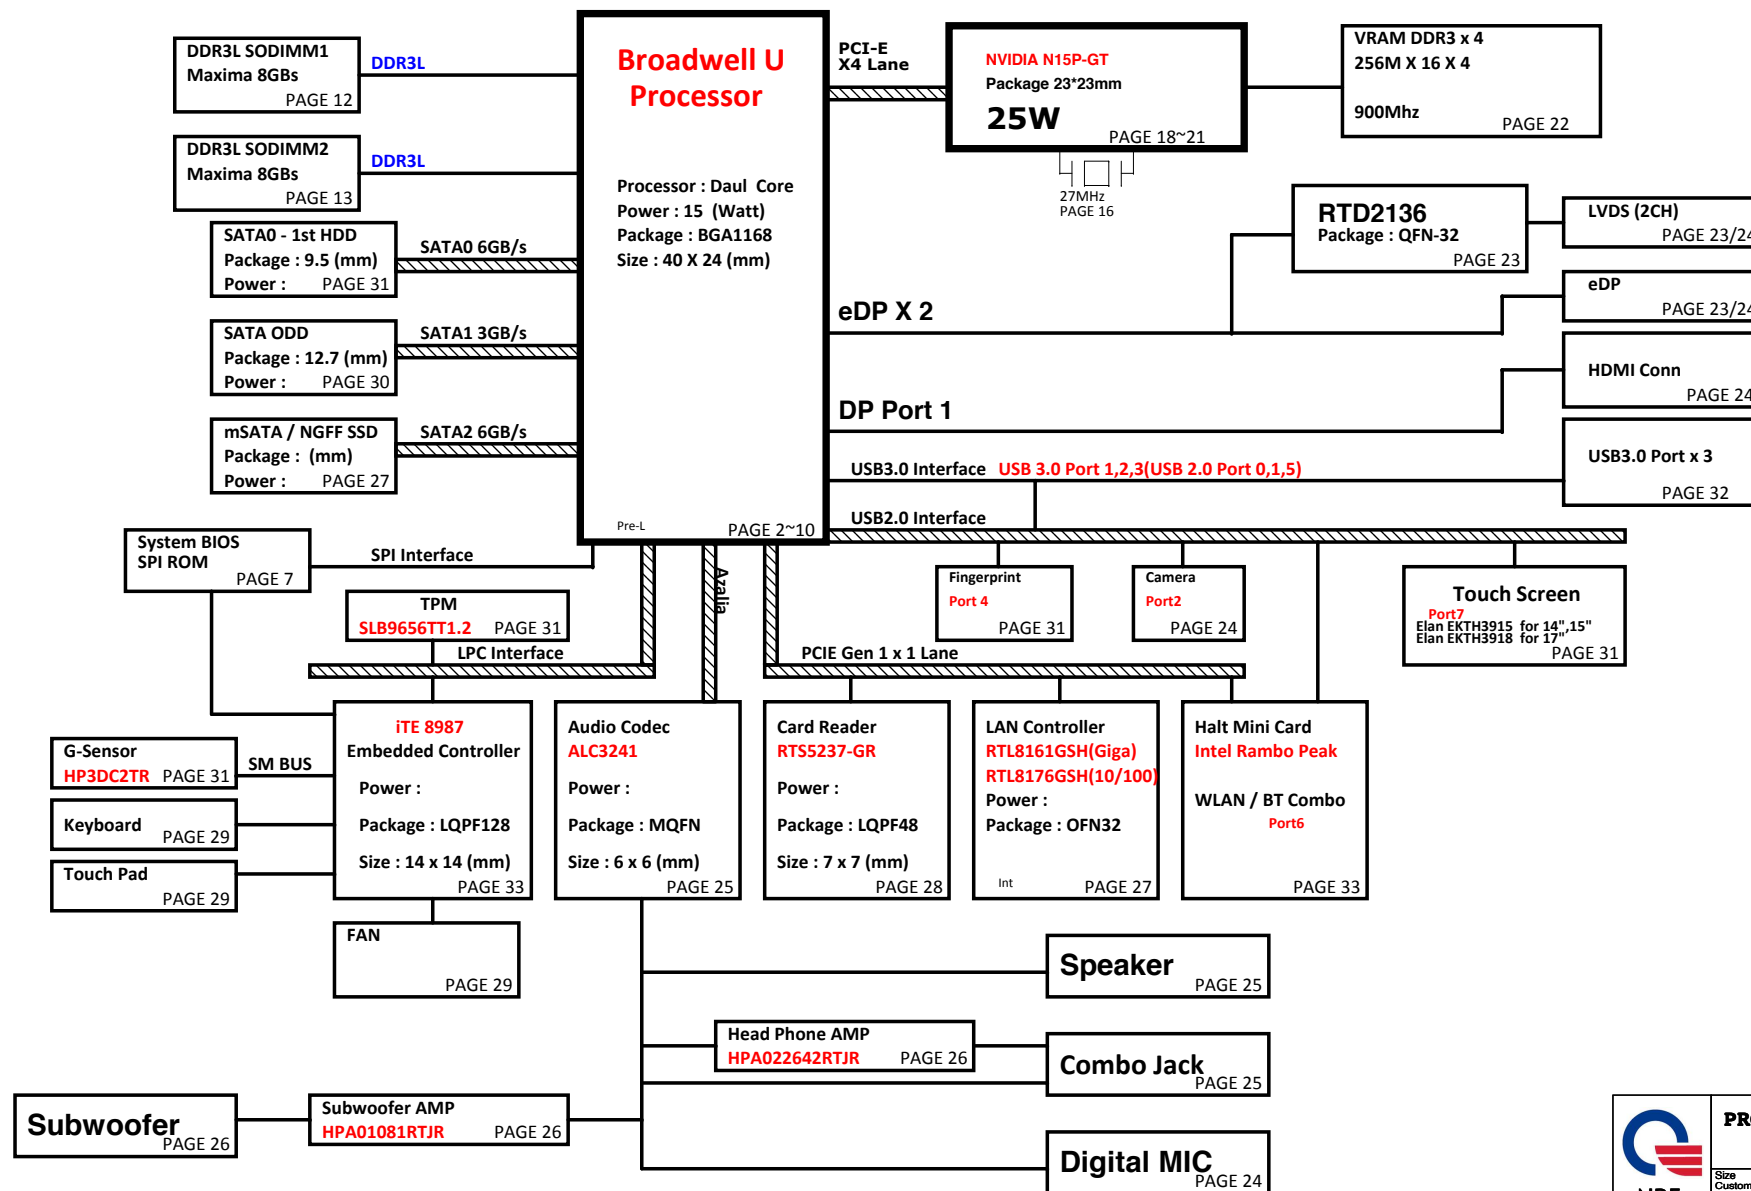 DDR3L SODIMM1
Maxima 8GBs
PAGE 12
DDR3L
DDR3L SODIMM2
Maxima 8GBs
PAGE 13
DDR3L
SATA0 - 1st HDD
Package : 9.5 (mm)
Power : PAGE 31
SATA0 6GB/s
SATA ODD
Package : 12.7 (mm)
Power : PAGE 30
SATA1 3GB/s
mSATA / NGFF SSD
Package : (mm)
Power : PAGE 27
SATA2 6GB/s
Broadwell U
Processor
Processor : Daul Core
Power : 15 (Watt)
Package : BGA1168
Size : 40 X 24 (mm)
Pre-L
PAGE 2~10
PCI-E
X4 Lane
NVIDIA N15P-GT
Package 23*23mm
25W
PAGE 18~21
27MHz
PAGE 16
VRAM DDR3 x 4
256M X 16 X 4
900Mhz
PAGE 22
RTD2136
Package : QFN-32
PAGE 23
LVDS (2CH)
PAGE 23/24
eDP
PAGE 23/24
eDP X 2
HDMI Conn
PAGE 24
DP Port 1
USB3.0 Interface USB 3.0 Port 1,2,3(USB 2.0 Port 0,1,5)
USB3.0 Port x 3
PAGE 32
USB2.0 Interface
System BIOS
SPI ROM
PAGE 7
SPI Interface
TPM
SLB9656TT1.2 PAGE 31
LPC Interface
Azalia
PCIE Gen 1 x 1 Lane
Fingerprint
Port 4
PAGE 31
Camera
Port2
PAGE 24
Touch Screen
Port7
Elan EKTH3915 for 14",15"
Elan EKTH3918 for 17"
PAGE 31
G-Sensor
HP3DC2TR PAGE 31
SM BUS
Keyboard
PAGE 29
Touch Pad
PAGE 29
iTE 8987
Embedded Controller
Power :
Package : LQPF128
Size : 14 x 14 (mm)
PAGE 33
Audio Codec
ALC3241
Power :
Package : MQFN
Size : 6 x 6 (mm)
PAGE 25
Card Reader
RTS5237-GR
Power :
Package : LQPF48
Size : 7 x 7 (mm)
PAGE 28
LAN Controller
RTL8161GSH(Giga)
RTL8176GSH(10/100)
Power :
Package : OFN32
Int
PAGE 27
Halt Mini Card
Intel Rambo Peak
WLAN / BT Combo
Port6
PAGE 33
FAN
PAGE 29
Speaker
PAGE 25
Head Phone AMP
HPA022642RTJR PAGE 26
Combo Jack
PAGE 25
Subwoofer
PAGE 26
Subwoofer AMP
HPA01081RTJR PAGE 26
Digital MIC
PAGE 24
Size
Custom